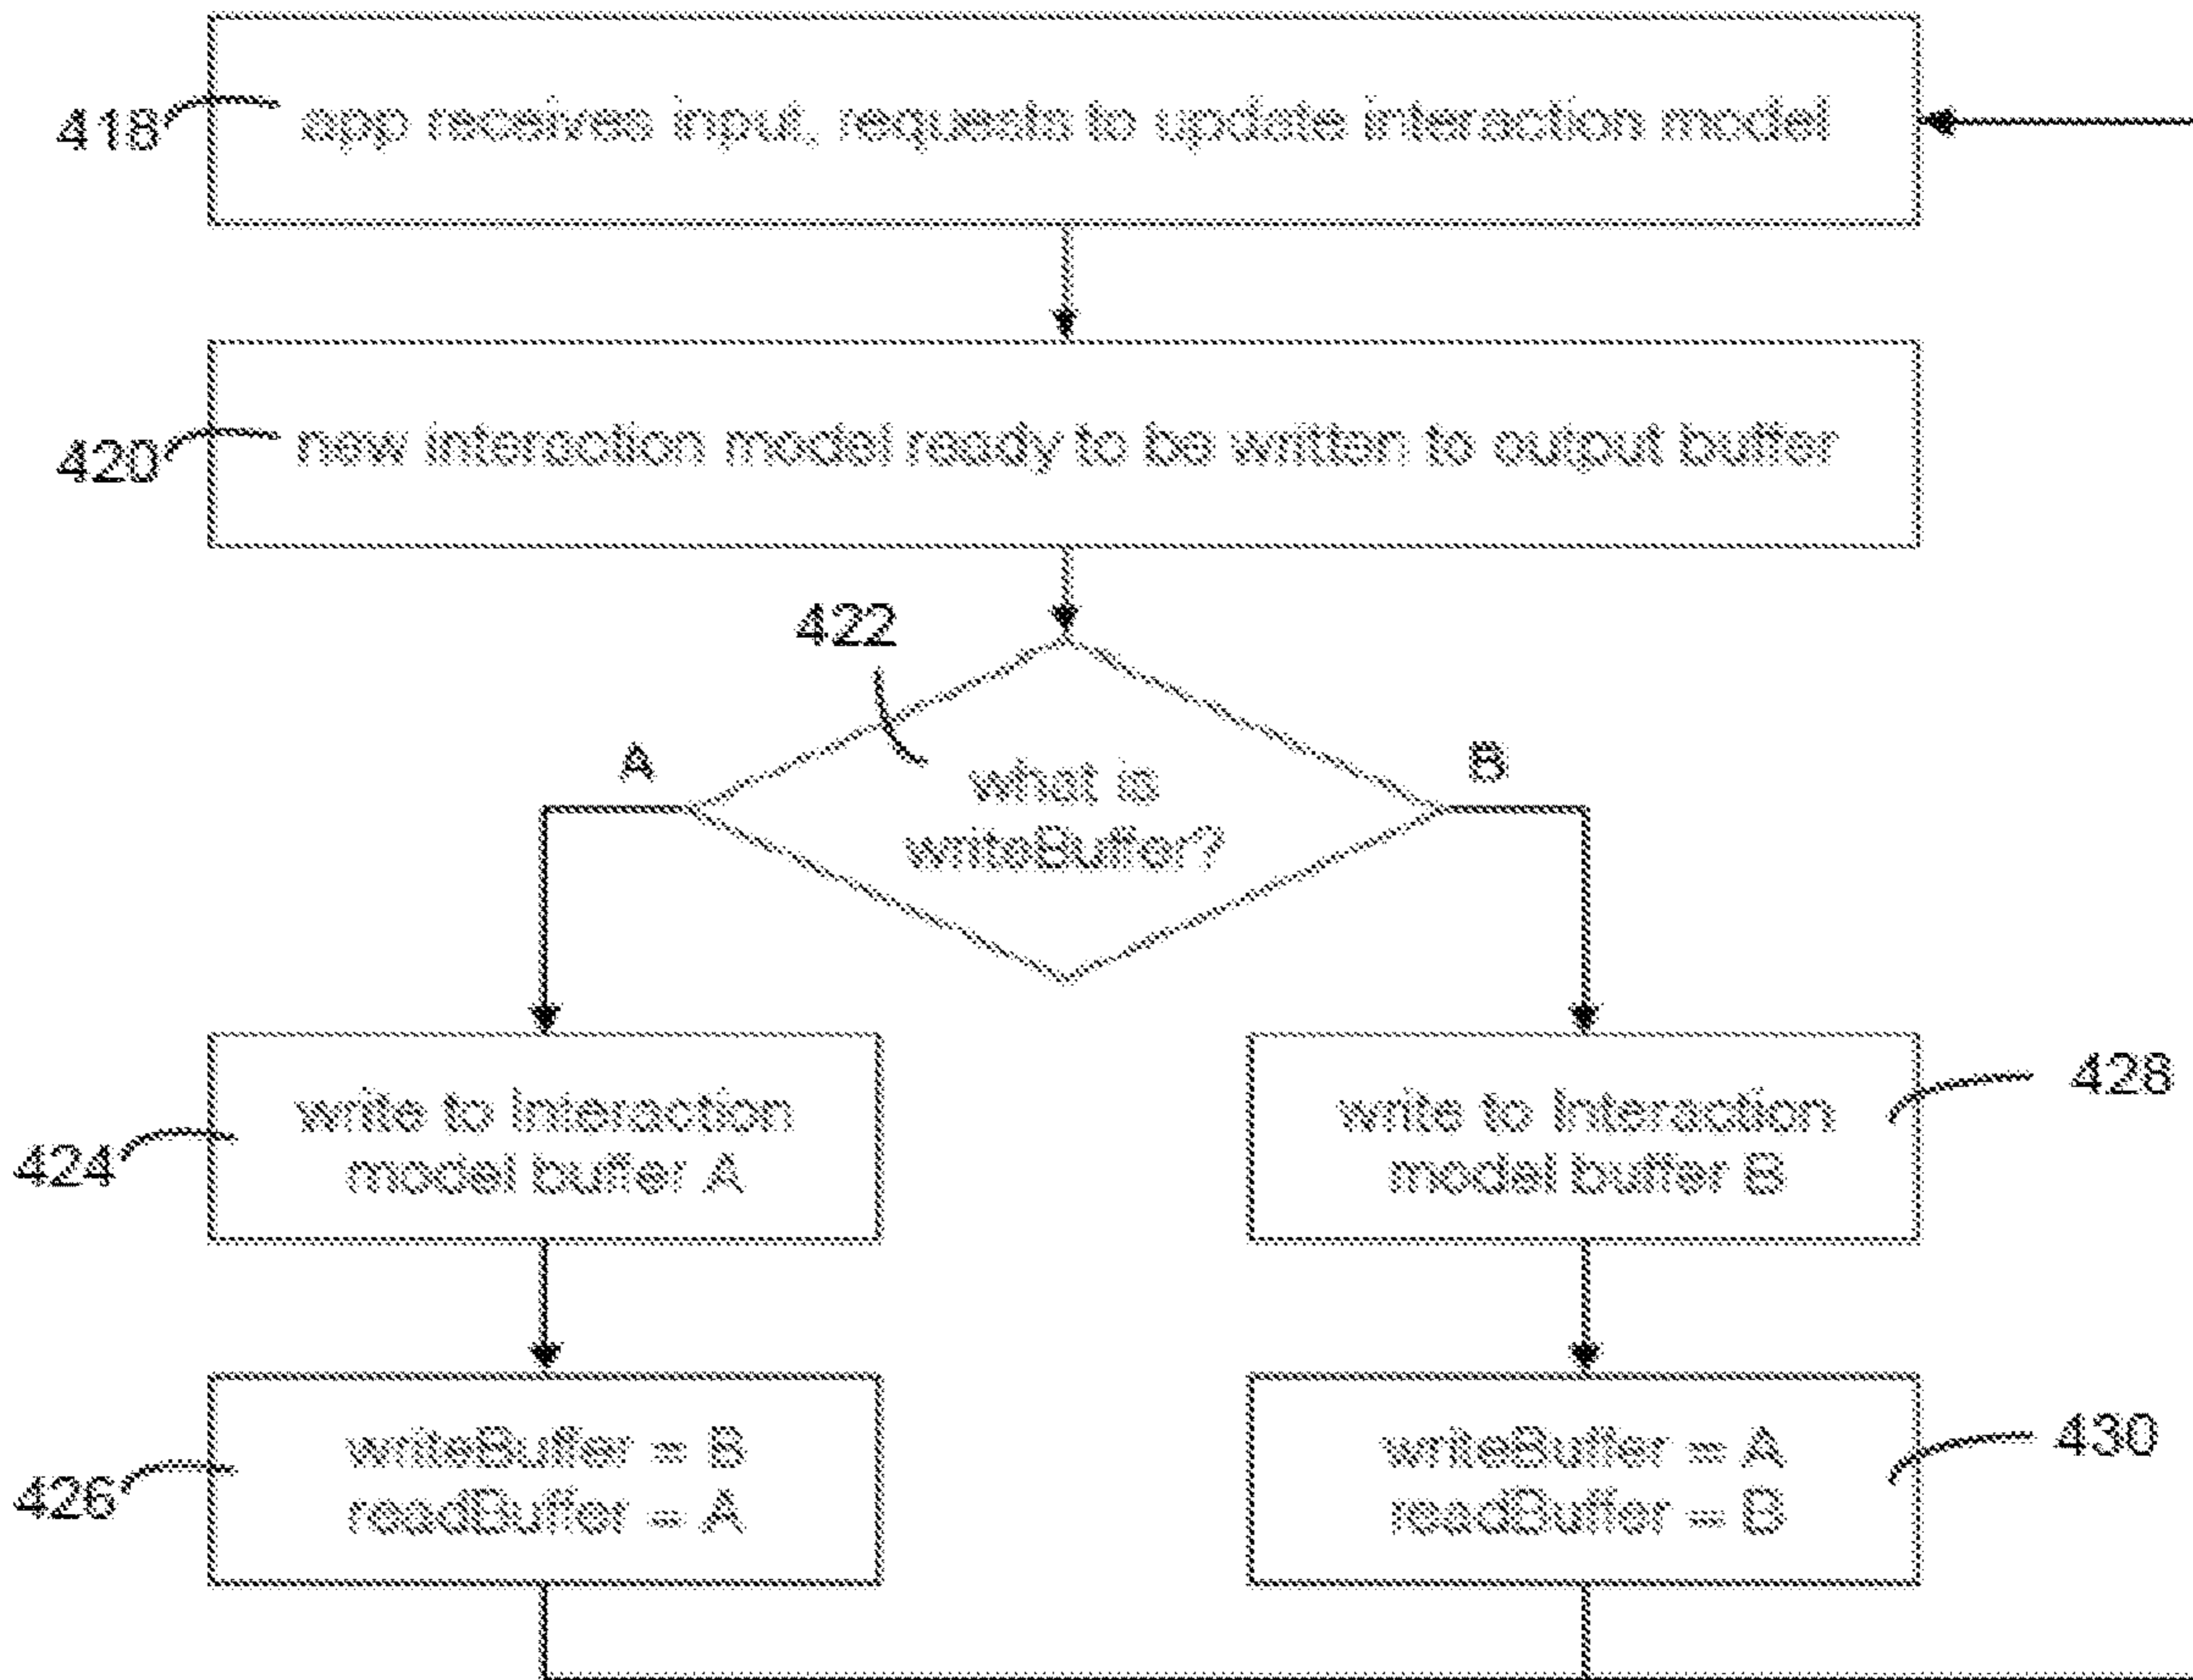 418
app receives input, requests to update interaction model
420
new interaction model ready to be written to output buffer
422
A
B
what is
writeBuffer?
424
write to Interaction
model buffer A
write to Interaction
model buffer B
428
426
writeBuffer = B
readBuffer = A
writeBuffer = A
readBuffer = B
430